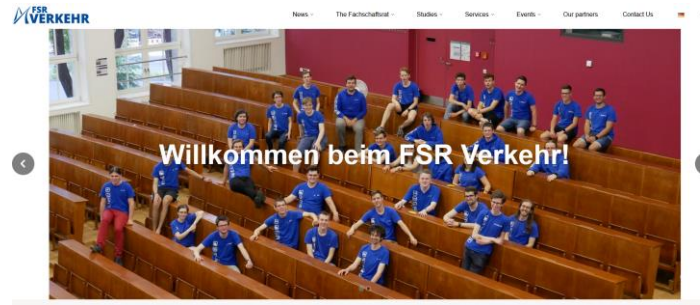 FSR
VERKEHR
News
The Fachschaftsrat
Studies
Services
Events
Our partners
Contact Us
Willkommen beim FSR Verkehr!